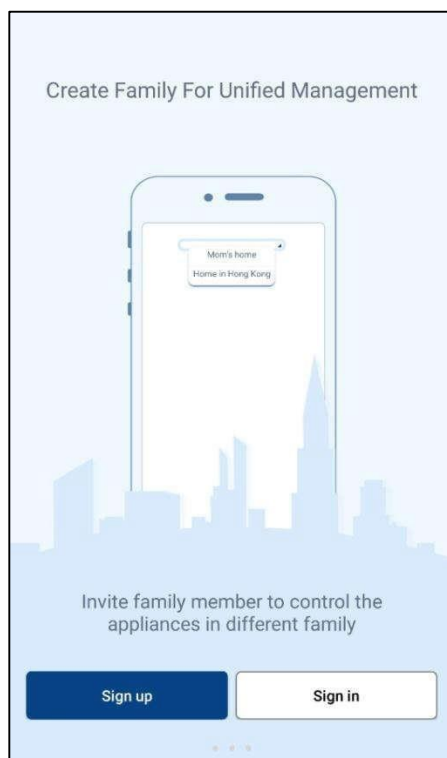 Create Family For Unified Management
Mom's home
Home in Hong Kong
Invite family member to control the
appliances in different family
Sign up
Sign in